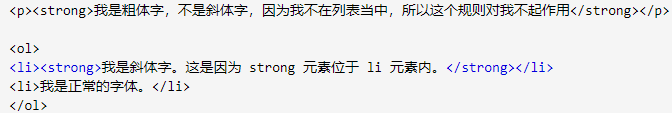 <p><strong>我是粗体字，不是斜体字，因为我不在列表当中，所以这个规则对我不起作用</strong></p>
<ol>
<li><strong>我是斜体字。这是因为 strong 元素位于 li 元素内。</strong></li>
<li>我是正常的字体。</li>
</ol>